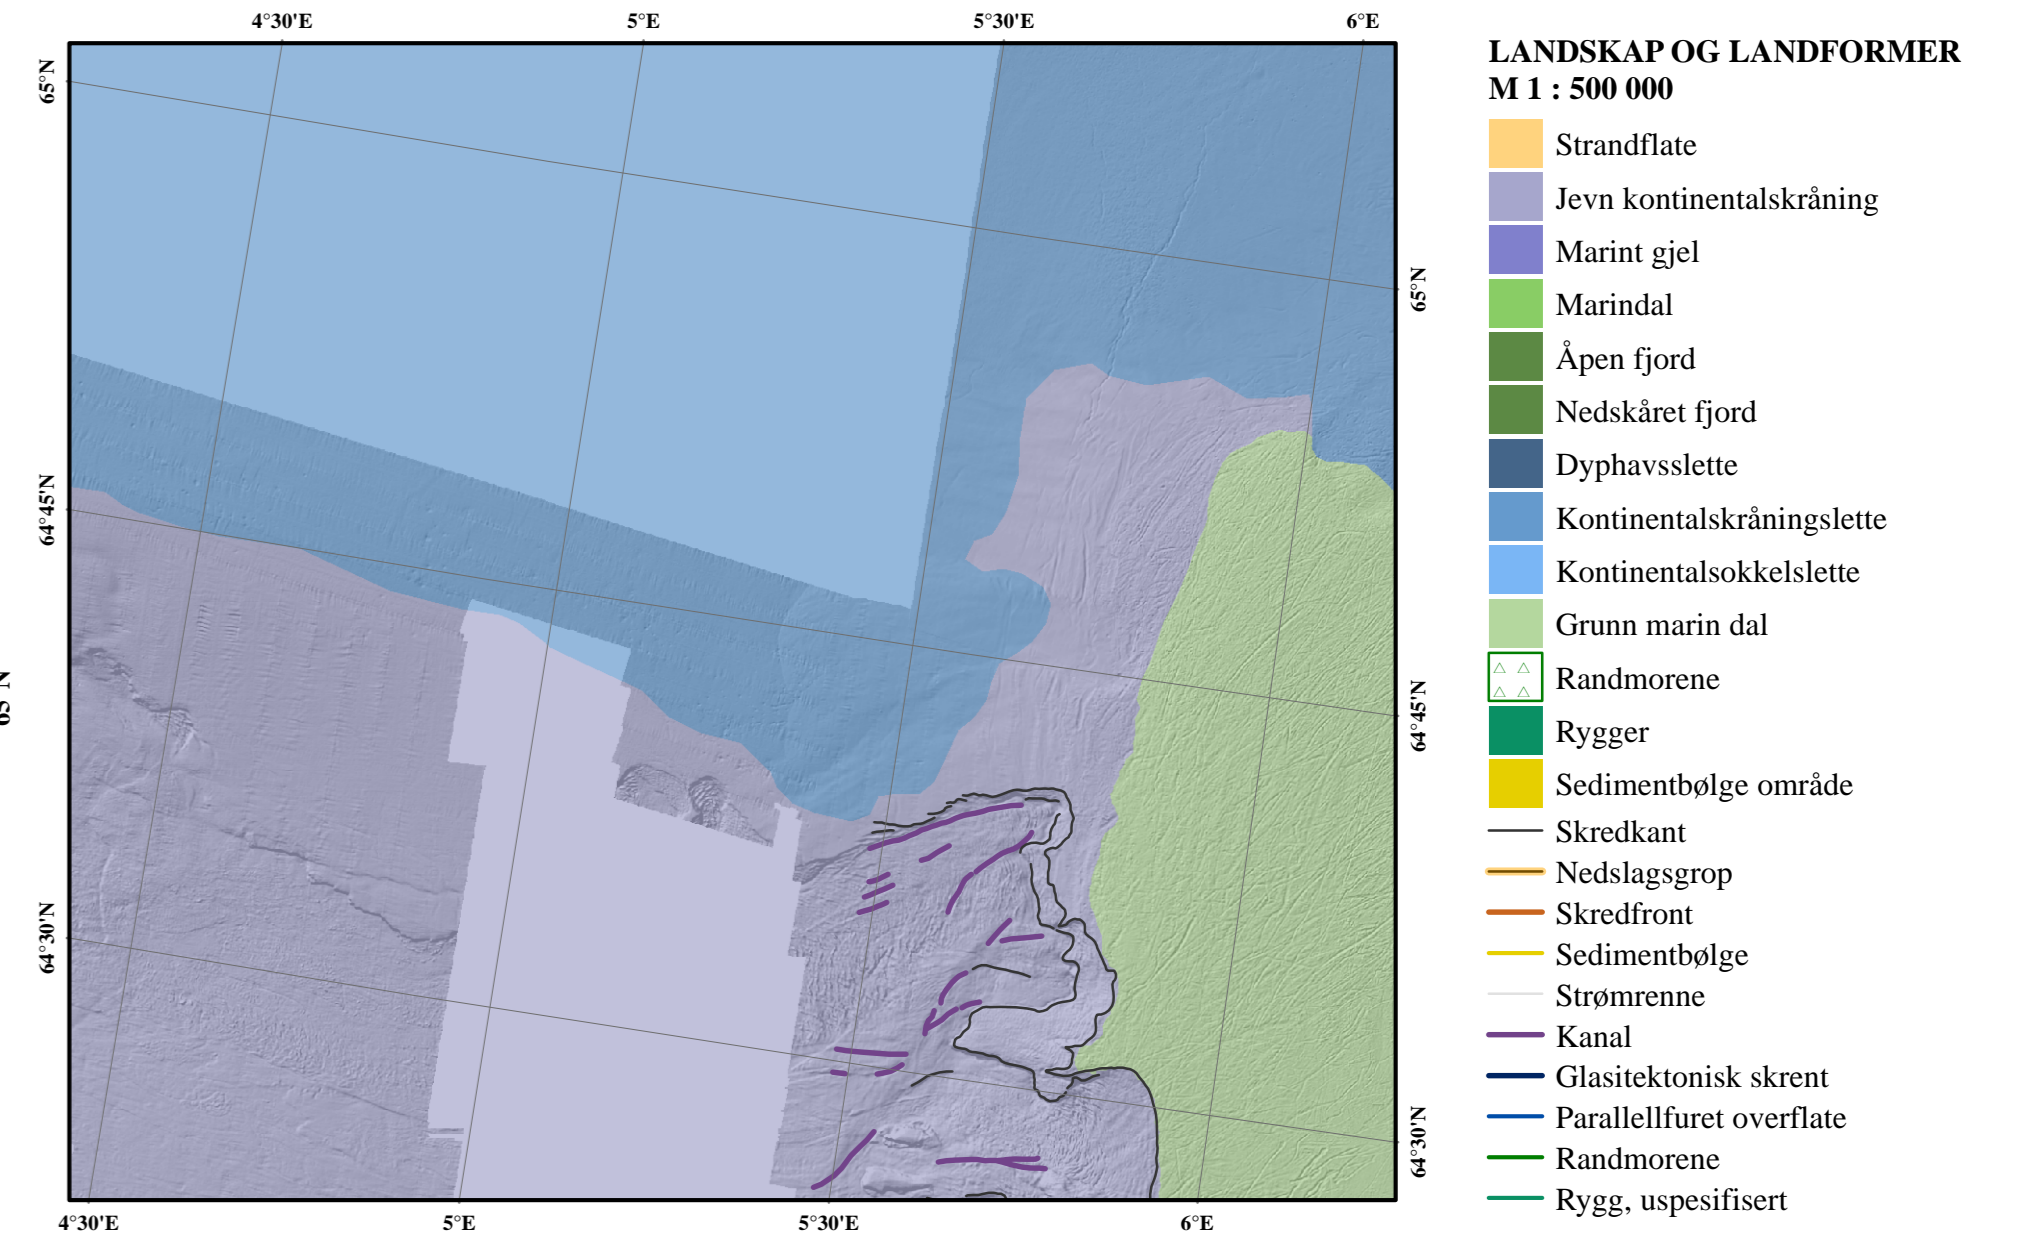 4°30'E 5°E 5°30'E 6°E
65°N
64°45'N
64°30'N
65°N
65°N
64°45'N
64°30'N
4°30'E 5°E 5°30'E 6°E
LANDSKAP OG LANDFORMER
M 1 : 500 000
Strandflate
Jevn kontinentalskråning
Marint gjel
Marindal
Åpen fjord
Nedskåret fjord
Dyphavsslette
Kontinentalskråningslette
Kontinentalsokkelslette
Grunn marin dal
Randmorene
Rygger
Sedimentbølge område
Skredkant
Nedslagsgrop
Skredfront
Sedimentbølge
Strømrenne
Kanal
Glasitektonisk skrent
Parallellfuret overflate
Randmorene
Rygg, uspesifisert